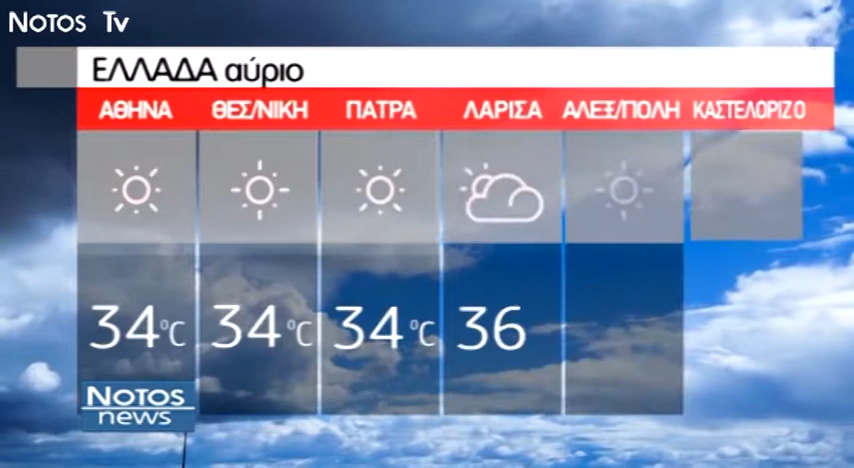 NOTOS TV
ΕΛΛΑΔΑ αύριο
ΑΘΗΝΑ ΘΕΣ/ΝΙΚΗ ΠΑΤΡΑ ΛΑΡΙΣΑ ΑΛΕΞ/ΠΟΛΗ ΚΑΣΤΕΛΟΡΙΖΟ
34°C 34°C 34°C 36
NOTOS
news